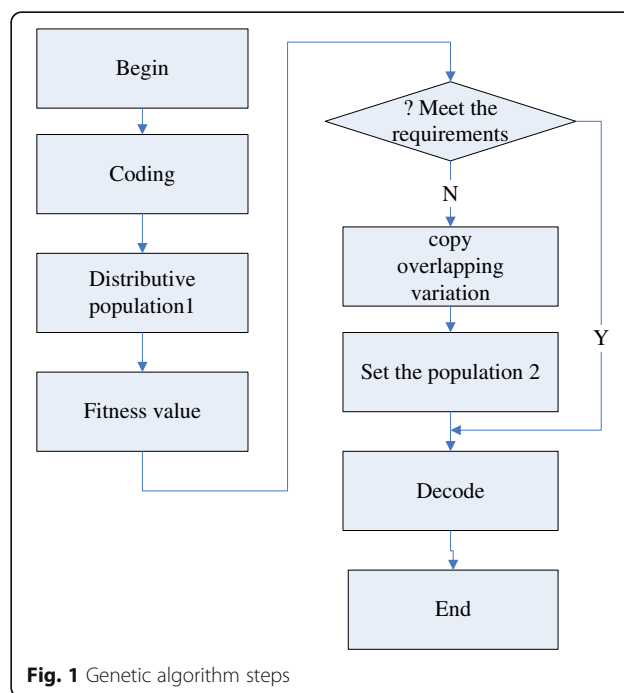 Begin
Coding
Distributive
population1
Fitness value
? Meet the
requirements
N
copy
overlapping
variation
Y
Set the population 2
Decode
End
Fig. 1 Genetic algorithm steps